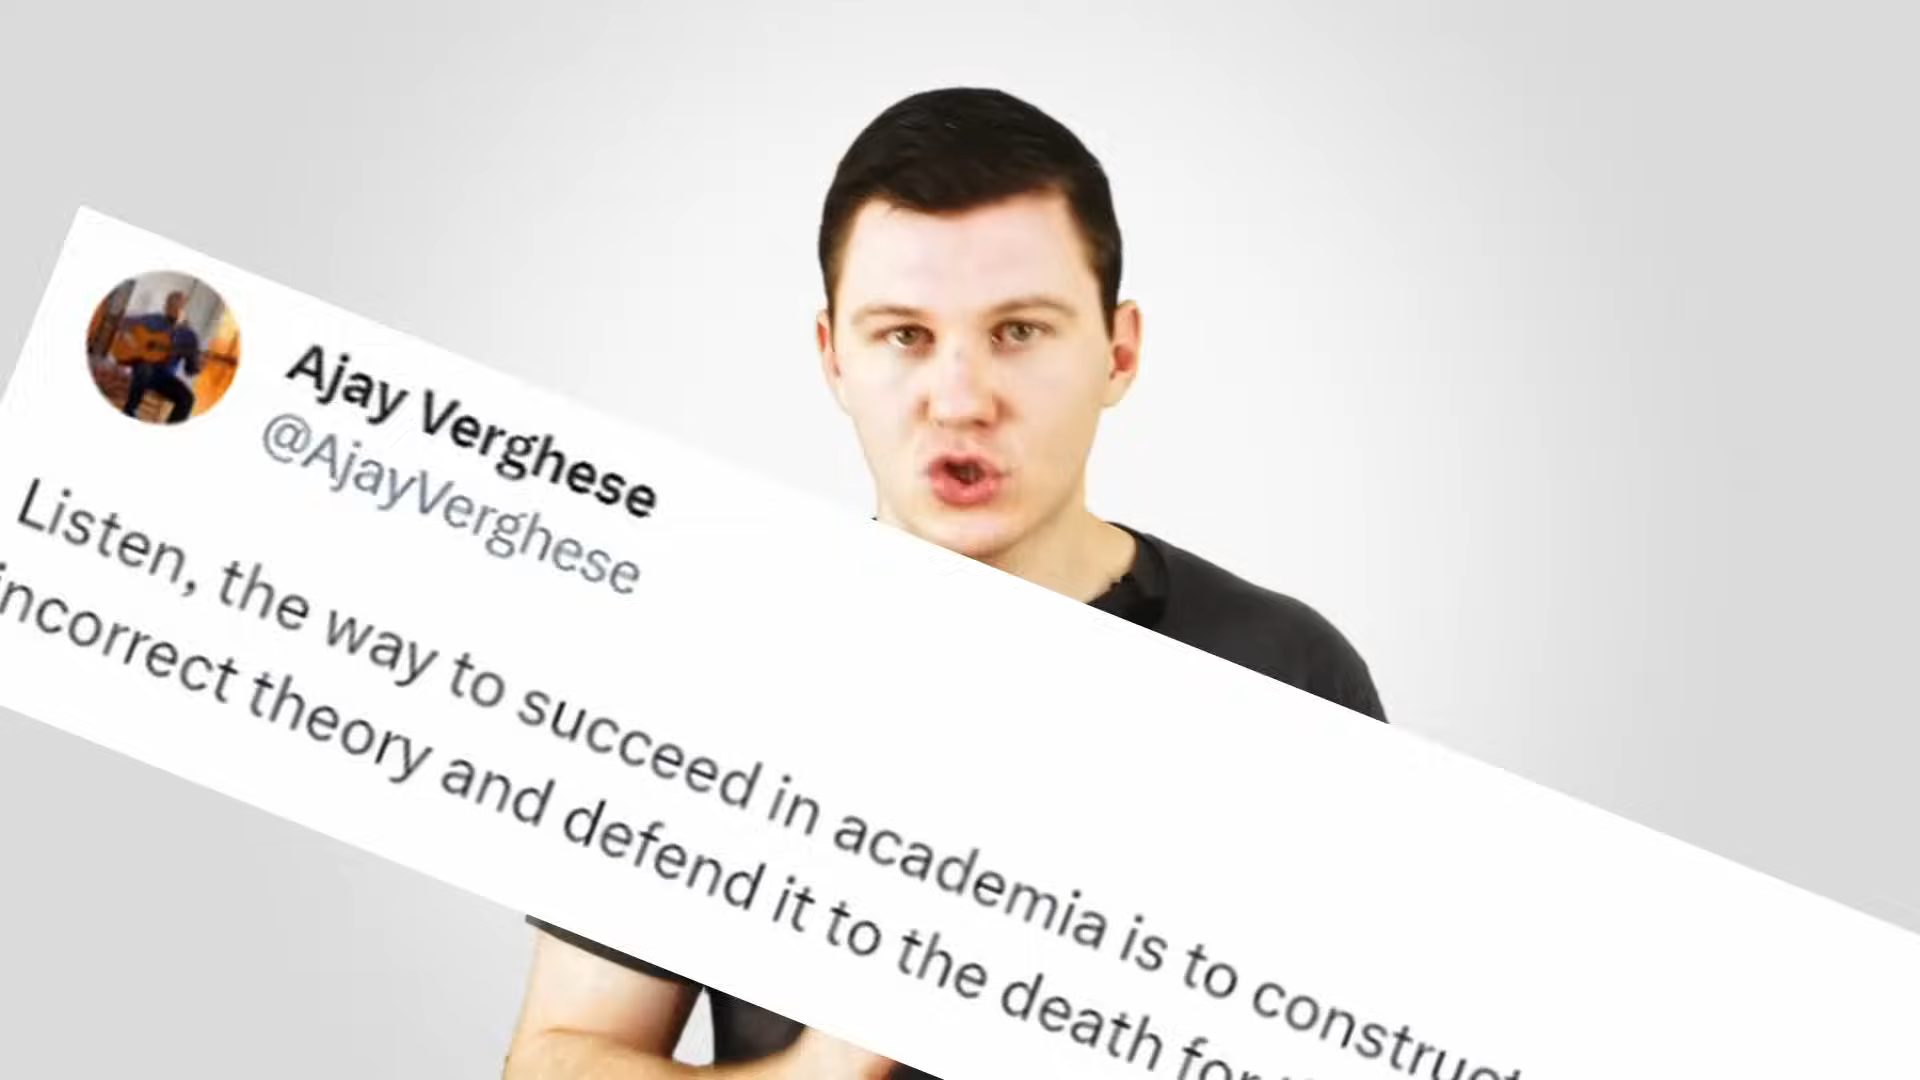 Ajay Verghese
@AjayVerghese
Listen, the way to succeed in academia is to construct
incorrect theory and defend it to the death for